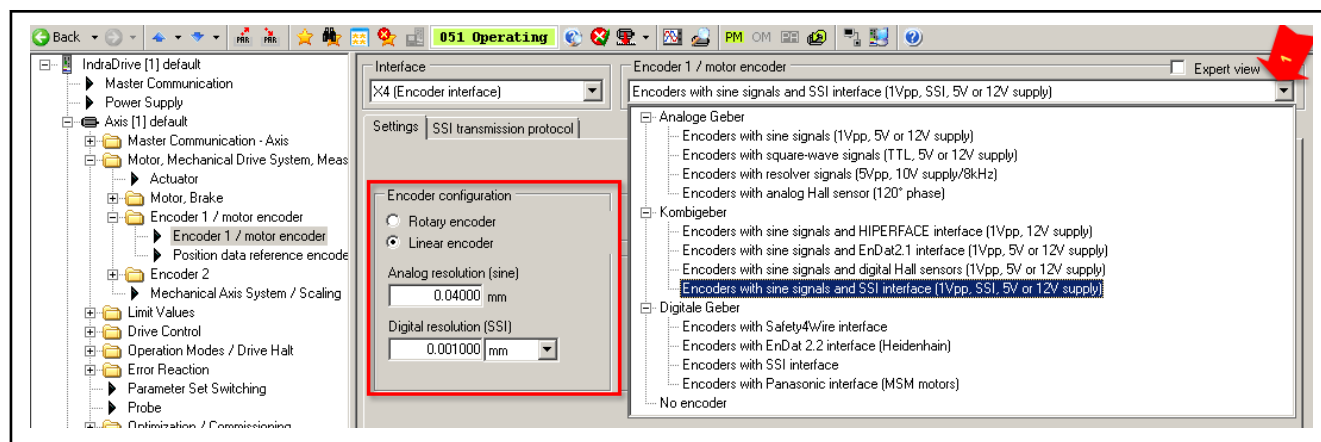 Back
PAR
PAR
051 Operating
PM
OM
IndraDrive [1] default
Master Communication
Power Supply
Axis [1] default
Master Communication - Axis
Motor, Mechanical Drive System, Meas
Actuator
Motor, Brake
Encoder 1 / motor encoder
Encoder 1 / motor encoder
Position data reference encode
Encoder 2
Mechanical Axis System / Scaling
Limit Values
Drive Control
Operation Modes / Drive Halt
Error Reaction
Parameter Set Switching
Probe
Optimization / Commissioning
Interface
X4 (Encoder interface)
Settings
SSI transmission protocol
Encoder configuration
Rotary encoder
Linear encoder
Analog resolution (sine)
0.04000 mm
Digital resolution (SSI)
0.001000 mm
Encoder 1 / motor encoder
Expert view
1
Encoders with sine signals and SSI interface (1Vpp, SSI, 5V or 12V supply)
Analoge Geber
Encoders with sine signals (1Vpp, 5V or 12V supply)
Encoders with square-wave signals (TTL, 5V or 12V supply)
Encoders with resolver signals (5Vpp, 10V supply/8kHz)
Encoders with analog Hall sensor (120° phase)
Kombigeber
Encoders with sine signals and HIPERFACE interface (1Vpp, 12V supply)
Encoders with sine signals and EnDat2.1 interface (1Vpp, 5V or 12V supply)
Encoders with sine signals and digital Hall sensors (1Vpp, 5V or 12V supply)
Encoders with sine signals and SSI interface (1Vpp, SSI, 5V or 12V supply)
Digitale Geber
Encoders with Safety4Wire interface
Encoders with EnDat 2.2 interface (Heidenhain)
Encoders with SSI interface
Encoders with Panasonic interface (MSM motors)
No encoder